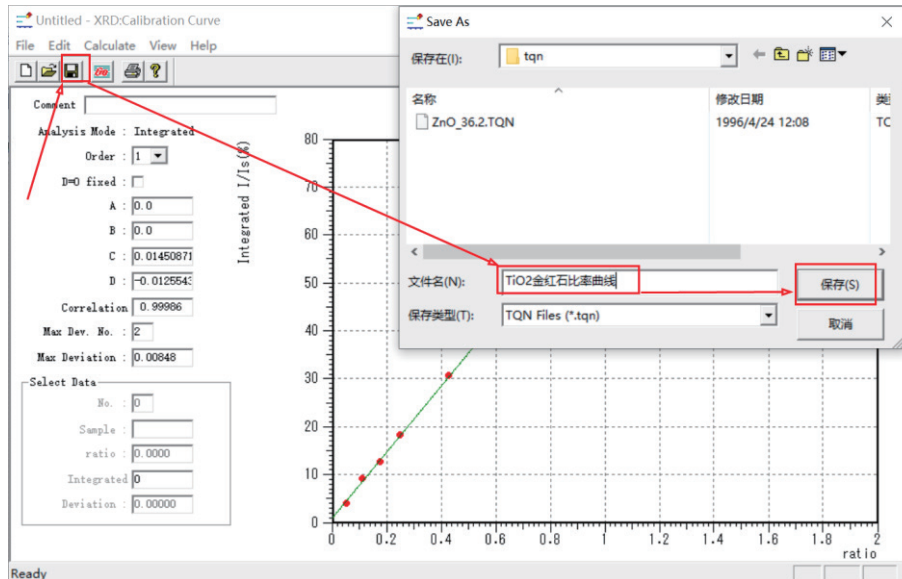 Untitled - XRD:Calibration Curve
File Edit Calculate View Help
Comment
Analysis Mode : Integrated
Order : 1
D=0 fixed :
A : 0.0
B : 0.0
C : 0.01450871
D : -0.0125543
Correlation 0.99986
Max Dev. No. : 2
Max Deviation : 0.00848
Select Data
No. : 0
Sample :
ratio : 0.0000
Integrated 0
Deviation : 0.00000
Integrated I/Is(%)
80
70
60
50
40
30
20
10
0
0 0.2 0.4 0.6 0.8 1 1.2 1.4 1.6 1.8 2
ratio
Save As
保存在(I): tqn
名称 修改日期 类
ZnO_36.2.TQN 1996/4/24 12:08 TC
文件名(N): TiO2金红石比率曲线 保存(S)
保存类型(T): TQN Files (*.tqn) 取消
Ready